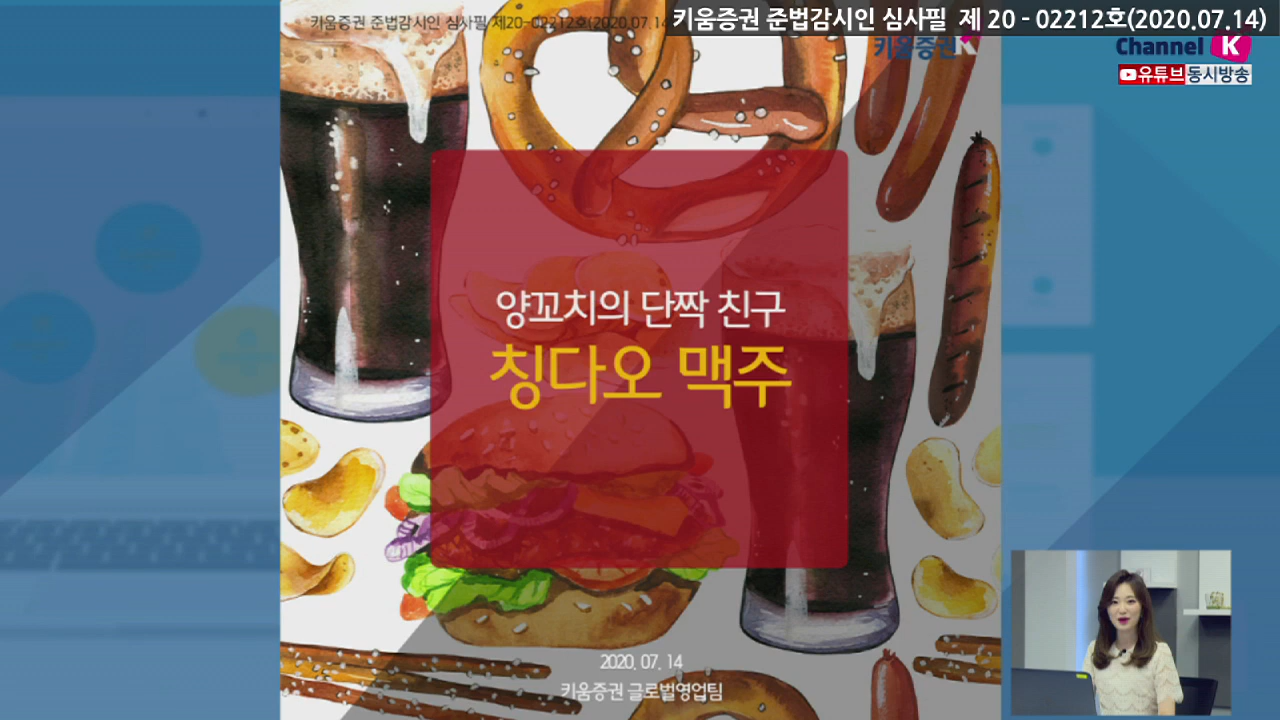 키움증권 준법감시인 심사필 제20-02212호(2020.07.14
키움증권 준법감시인 심사필 제 20 - 02212호(2020.07.14)
키움증권K
Channel K
유튜브동시방송
양꼬치의 단짝 친구
칭다오 맥주
2020. 07. 14
키움증권 글로벌영업팀